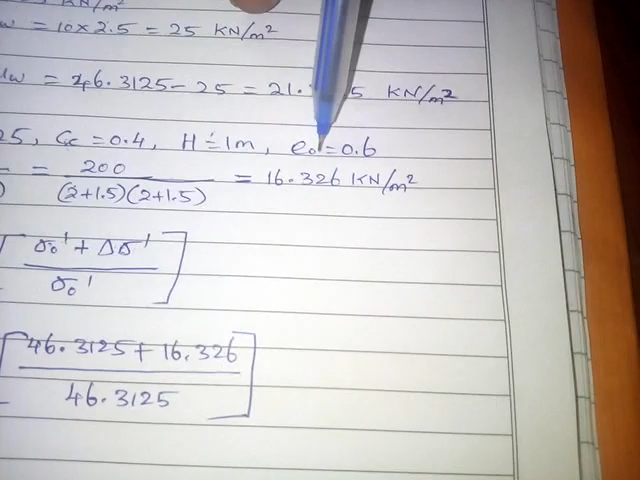 KN/m²
w = 10 x 2.5 = 25 KN/m²
uw = 46.3125 - 25 = 21. 5 KN/m²
25, Cc = 0.4, H = 1m, e₀ = 0.6
= 200 / (2+1.5)(2+1.5) = 16.326 KN/m²
σ₀' + Δσ'
σ₀'
46.3125 + 16.326
46.3125